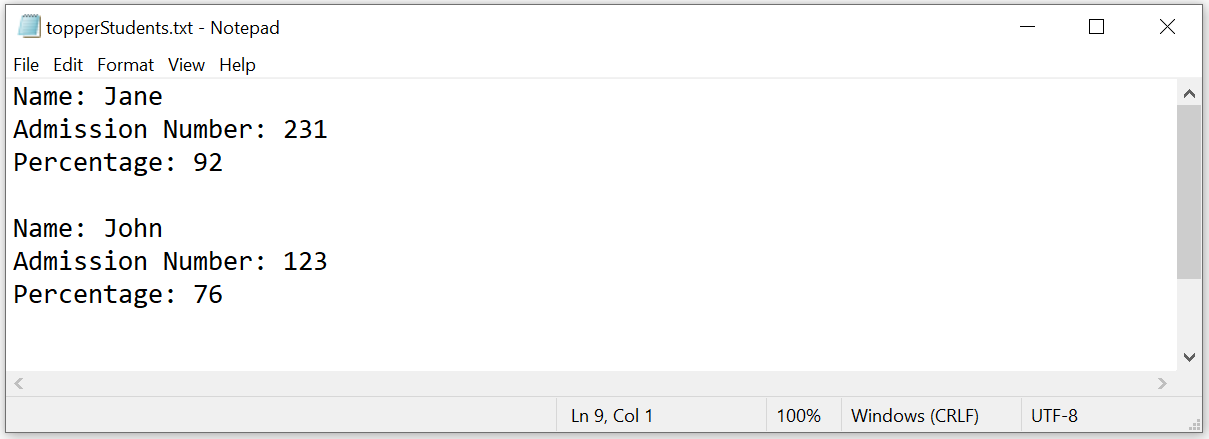 topperStudents.txt - Notepad
File Edit Format View Help
Name: Jane
Admission Number: 231
Percentage: 92
Name: John
Admission Number: 123
Percentage: 76
Ln 9, Col 1 100% Windows (CRLF) UTF-8